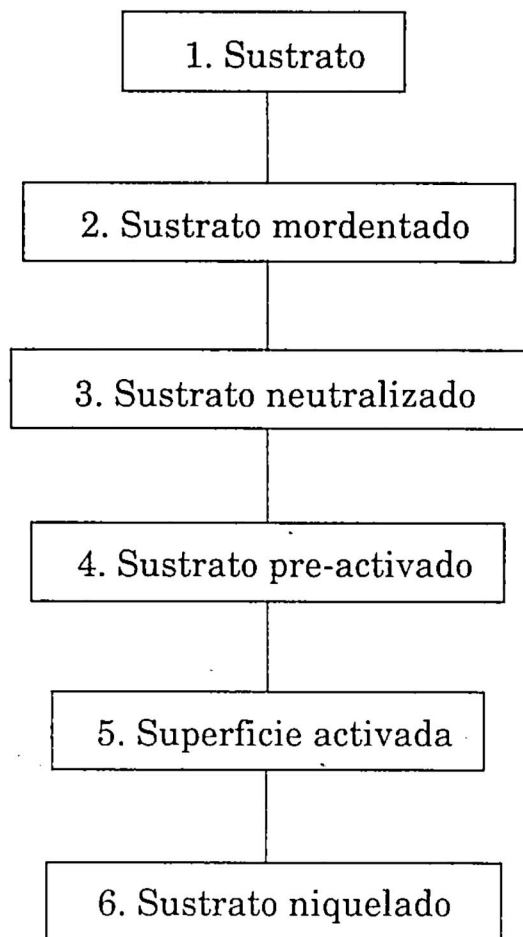 1. Sustrato
2. Sustrato mordentado
3. Sustrato neutralizado
4. Sustrato pre-activado
5. Superficie activada
6. Sustrato niquelado